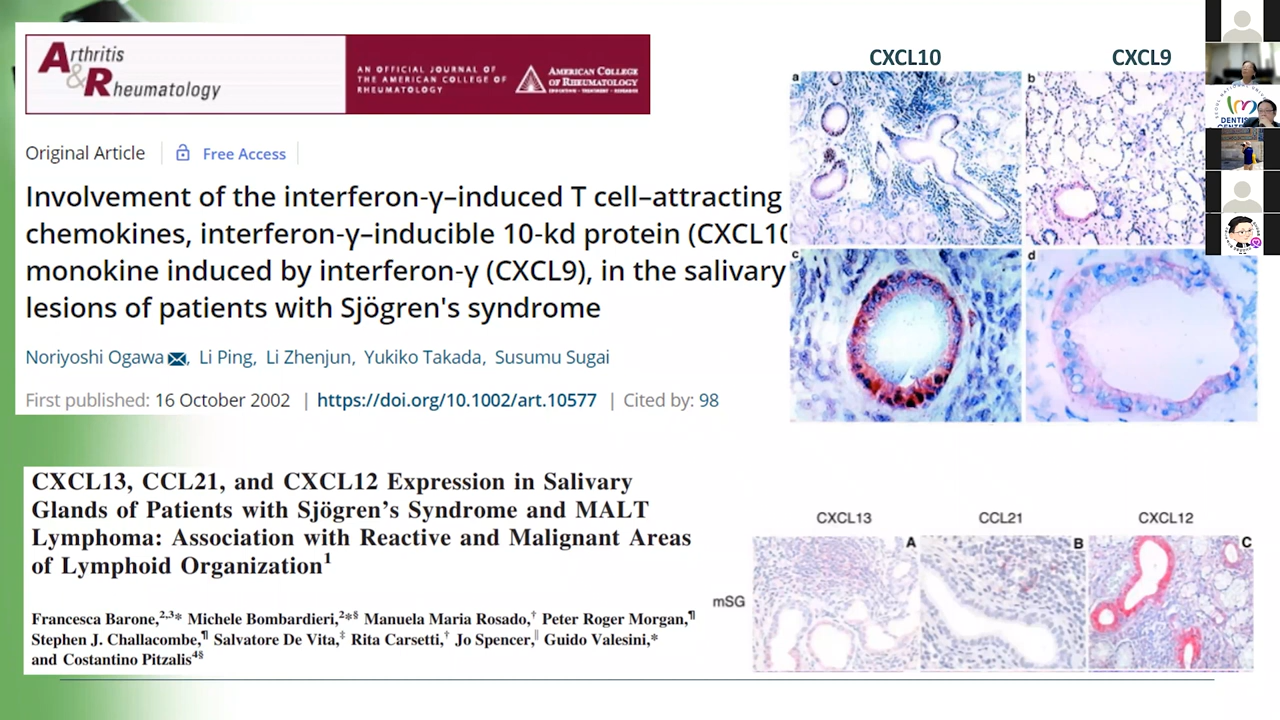 Arthritis
& Rheumatology
AN OFFICIAL JOURNAL OF
THE AMERICAN COLLEGE OF
RHEUMATOLOGY
AMERICAN COLLEGE
OF RHEUMATOLOGY
EDUCATION • TREATMENT • RESEARCH
Original Article
Free Access
Involvement of the interferon-γ–induced T cell–attracting
chemokines, interferon-γ–inducible 10-kd protein (CXCL10
monokine induced by interferon-γ (CXCL9), in the salivary
lesions of patients with Sjögren's syndrome
Noriyoshi Ogawa, Li Ping, Li Zhenjun, Yukiko Takada, Susumu Sugai
First published: 16 October 2002 | https://doi.org/10.1002/art.10577 | Cited by: 98
CXCL10
CXCL9
a
b
c
d
DENTIS
CXCL13, CCL21, and CXCL12 Expression in Salivary
Glands of Patients with Sjögren's Syndrome and MALT
Lymphoma: Association with Reactive and Malignant Areas
of Lymphoid Organization1
Francesca Barone,2,3* Michele Bombardieri,2*§ Manuela Maria Rosado,† Peter Roger Morgan,¶
Stephen J. Challacombe,¶ Salvatore De Vita,‡ Rita Carsetti,† Jo Spencer,∥ Guido Valesini,*
and Costantino Pitzalis4§
CXCL13
CCL21
CXCL12
mSG
A
B
C